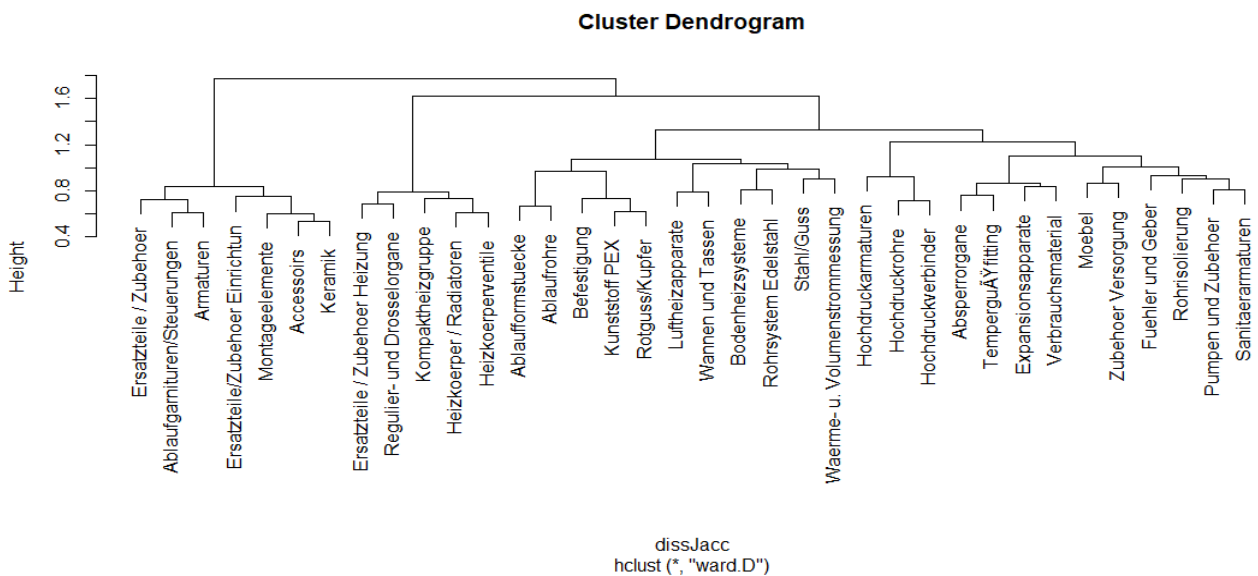 Cluster Dendrogram
Height
0.4
0.8
1.2
1.6
Ersatzteile / Zubehoer
Ablaufgarnituren/Steuerungen
Armaturen
Ersatzteile/Zubehoer Einrichtun
Montageelemente
Accessoirs
Keramik
Ersatzteile / Zubehoer Heizung
Regulier- und Drosselorgane
Kompaktheizgruppe
Heizkoerper / Radiatoren
Heizkoerperventile
Ablaufformstuecke
Ablaufrohre
Befestigung
Kunststoff PEX
Rotguss/Kupfer
Luftheizapparate
Wannen und Tassen
Bodenheizsysteme
Rohrsystem Edelstahl
Stahl/Guss
Waerme- u. Volumenstrommessung
Hochdruckarmaturen
Hochdruckrohre
Hochdruckverbinder
Absperrorgane
TemperguÃŸfitting
Expansionsapparate
Verbrauchsmaterial
Moebel
Zubehoer Versorgung
Fuehler und Geber
Rohrisolierung
Pumpen und Zubehoer
Sanitaerarmaturen
dissJacc
hclust (*, "ward.D")